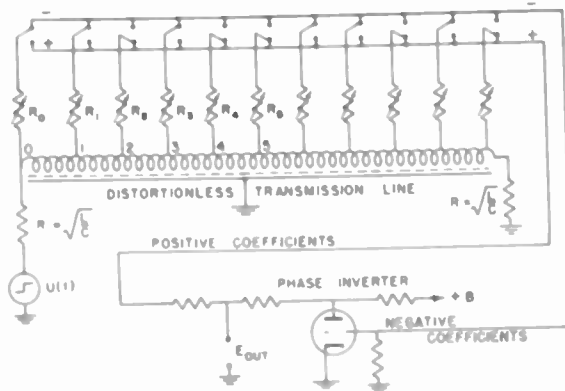 − −
+ +
R₀ R₁ R₂ R₃ R₄ R₅
0 1 2 3 4 5
DISTORTIONLESS TRANSMISSION LINE
R = √L/C
R = √L/C
POSITIVE COEFFICIENTS
U(T)
PHASE INVERTER
+ B
NEGATIVE
COEFFICIENTS
E OUT